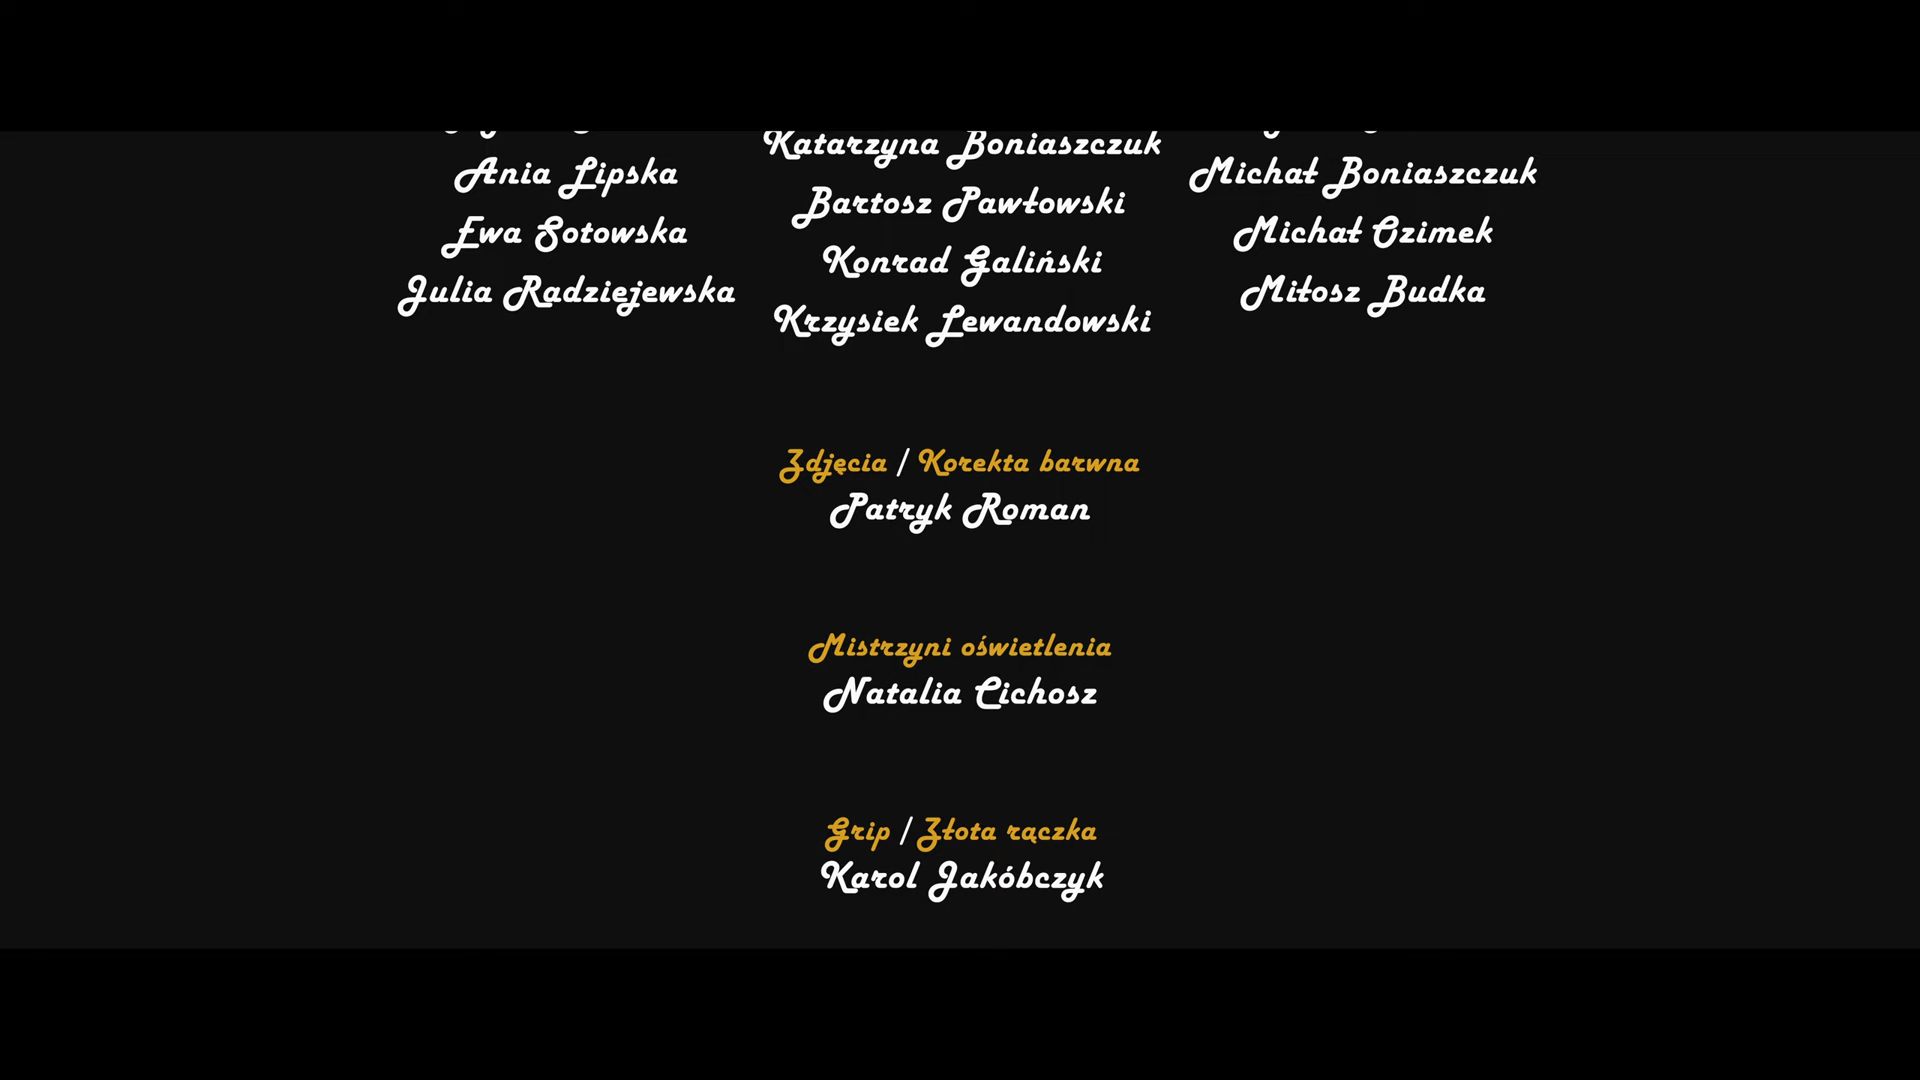 Katarzyna Boniaszczuk
Ania Lipska
Michał Boniaszczuk
Bartosz Pawłowski
Ewa Sotowska
Michał Ozimek
Konrad Galiński
Julia Radziejewska
Miłosz Budka
Krzysiek Lewandowski
Zdjęcia / Korekta barwna
Patryk Roman
Mistrzyni oświetlenia
Natalia Cichosz
Grip / Złota rączka
Karol Jakóbczyk